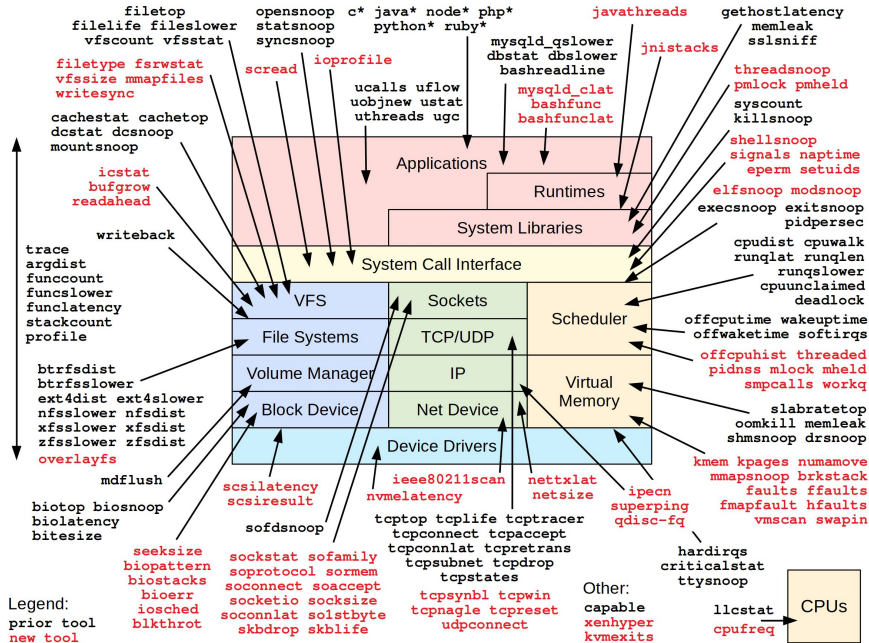 filetop
filelife fileslower
vfscount vfsstat
opensnoop
statsnoop
syncsnoop
c* java* node* php*
python* ruby*
javathreads
gethostlatency
memleak
sslsniff
filetype fsrwstat
vfssize mmapfiles
writesync
scread
ioprofile
mysqld_qslower
dbstat dbslower
bashreadline
jnistacks
threadsnoop
pmlock pmheld
ucalls uflow
uobjnew ustat
uthreads ugc
mysqld_clat
bashfunc
bashfunclat
syscount
killsnoop
cachestat cachetop
dcstat dcsnoop
mountsnoop
shellsnoop
signals naptime
eperm setuids
icstat
bufgrow
readahead
Applications
Runtimes
System Libraries
elfsnoop modsnoop
execsnoop exitsnoop
pidpersec
writeback
System Call Interface
cpudist cpuwalk
runqlat runqlen
runqslower
cpuunclaimed
deadlock
trace
argdist
funccount
funcslower
funclatency
stackcount
profile
VFS
Sockets
Scheduler
File Systems
TCP/UDP
offcputime wakeuptime
offwaketime softirqs
offcpuhist threaded
pidnss mlock mheld
smpcalls workq
btrfsdist
btrfsslower
ext4dist ext4slower
nfsslower nfsdist
xfsslower xfsdist
zfsslower zfsdist
overlayfs
Volume Manager
IP
Virtual
Memory
Block Device
Net Device
slabratetop
oomkill memleak
shmsnoop drsnoop
Device Drivers
mdflush
scsilatency
scsiresult
ieee80211scan
nvmelatency
nettxlat
netsize
ipecn
superping
qdisc-fq
kmem kpages numamove
mmapsnoop brkstack
faults ffaults
fmapfault hfaults
vmscan swapin
biotop biosnoop
biolatency
bitesize
sofdsnoop
tcptop tcplife tcptracer
tcpconnect tcpaccept
tcpconnlat tcpretrans
tcpsubnet tcpdrop
tcpstates
hardirqs
criticalstat
ttysnoop
seeksize
biopattern
biostacks
bioerr
iosched
blkthrot
sockstat sofamily
soprotocol sormem
soconnect soaccept
socketio socksize
soconnlat so1stbyte
skbdrop skblife
tcpsynbl tcpwin
tcpnagle tcpreset
udpconnect
Legend:
prior tool
new tool
Other:
capable
xenhyper
kvmexits
llcstat
cpufreq
CPUs